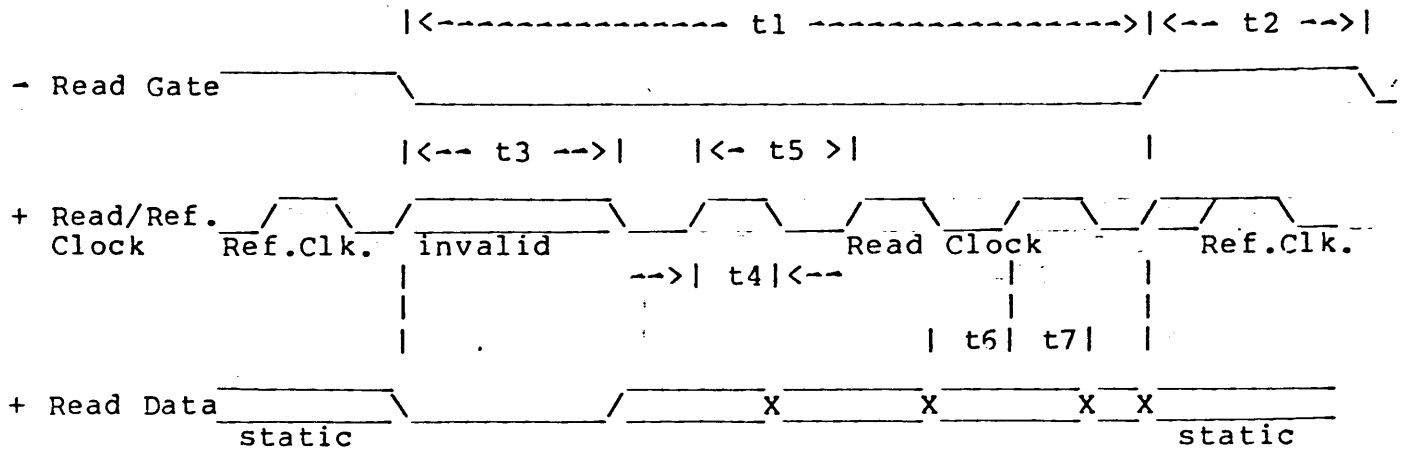 |<--------------- t1 ---------------->|<-- t2 -->|
- Read Gate
|<-- t3 -->| |<- t5 >| |
+ Read/Ref.
Clock Ref.Clk. invalid Read Clock Ref.Clk.
-->| t4 |<--
| t6| t7| |
+ Read Data X X X X
static static